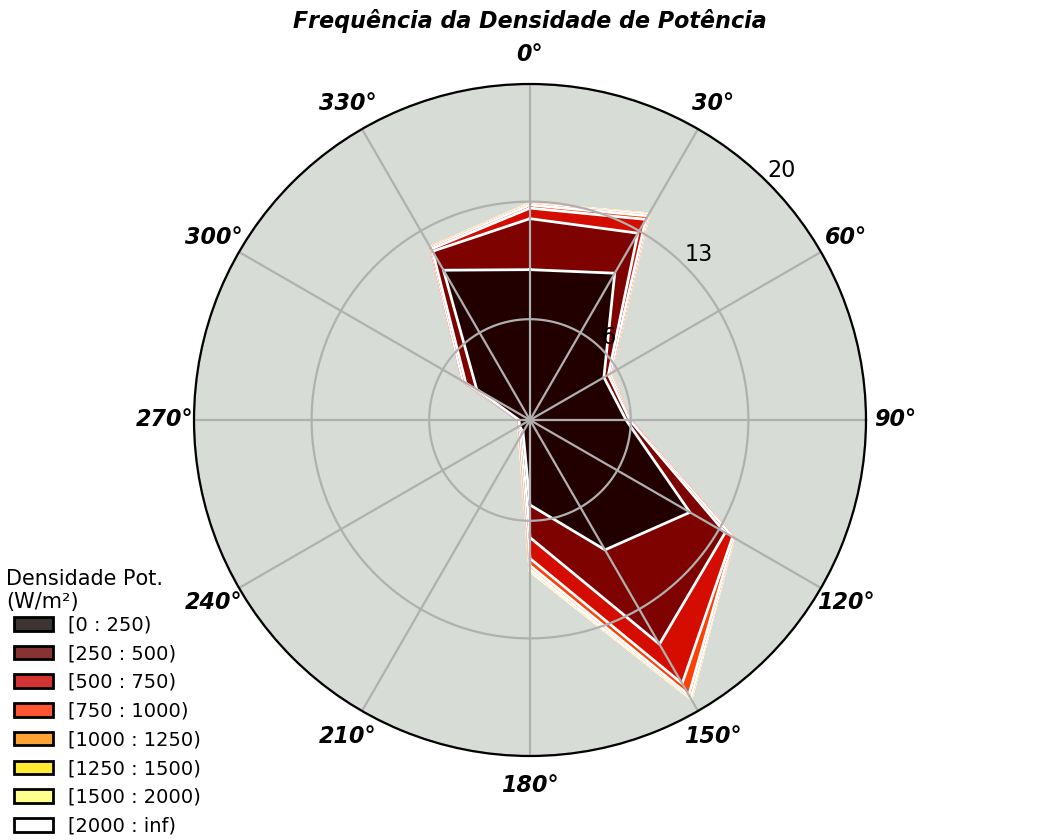 Frequência da Densidade de Potência
0°
330°
30°
20
300°
60°
13
6
270°
90°
Densidade Pot.
(W/m²)
240°
120°
[0 : 250)
[250 : 500)
[500 : 750)
[750 : 1000)
210°
150°
[1000 : 1250)
[1250 : 1500)
180°
[1500 : 2000)
[2000 : inf)